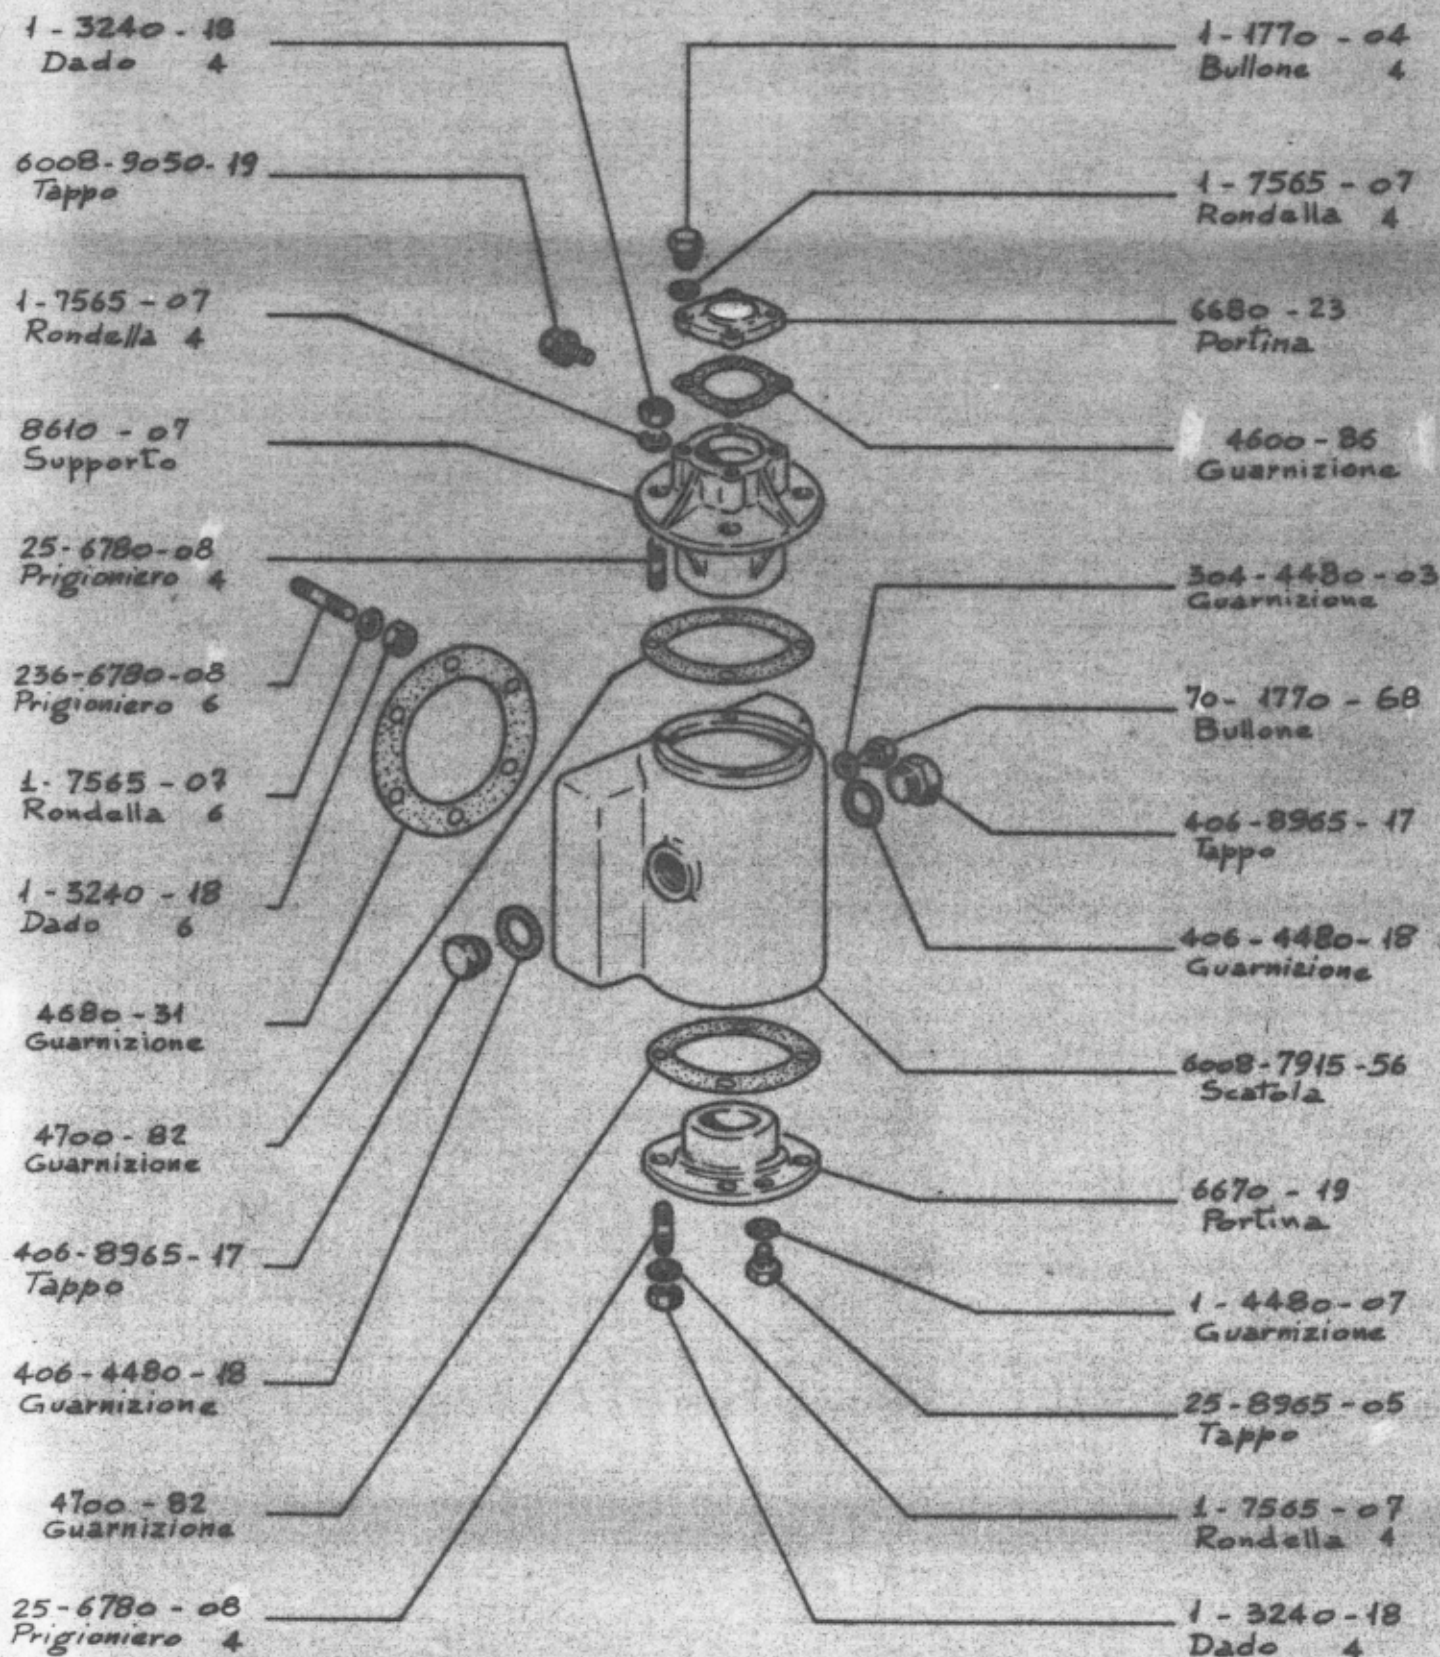 1 - 3240 - 18
Dado 4
6008 - 9050 - 19
Tappo
1 - 7565 - 07
Rondella 4
8610 - 07
Supporto
25 - 6780 - 08
Prigioniero 4
236 - 6780 - 08
Prigioniero 6
1 - 7565 - 07
Rondella 6
1 - 3240 - 18
Dado 6
4680 - 31
Guarnizione
4700 - 82
Guarnizione
406 - 8965 - 17
Tappo
406 - 4480 - 18
Guarnizione
4700 - 82
Guarnizione
25 - 6780 - 08
Prigioniero 4
1 - 1770 - 04
Bullone 4
1 - 7565 - 07
Rondella 4
6680 - 23
Portina
4600 - 86
Guarnizione
304 - 4480 - 03
Guarnizione
70 - 1770 - 68
Bullone
406 - 8965 - 17
Tappo
406 - 4480 - 18
Guarnizione
6008 - 7915 - 56
Scatola
6670 - 19
Portina
1 - 4480 - 07
Guarnizione
25 - 8965 - 05
Tappo
1 - 7565 - 07
Rondella 4
1 - 3240 - 18
Dado 4